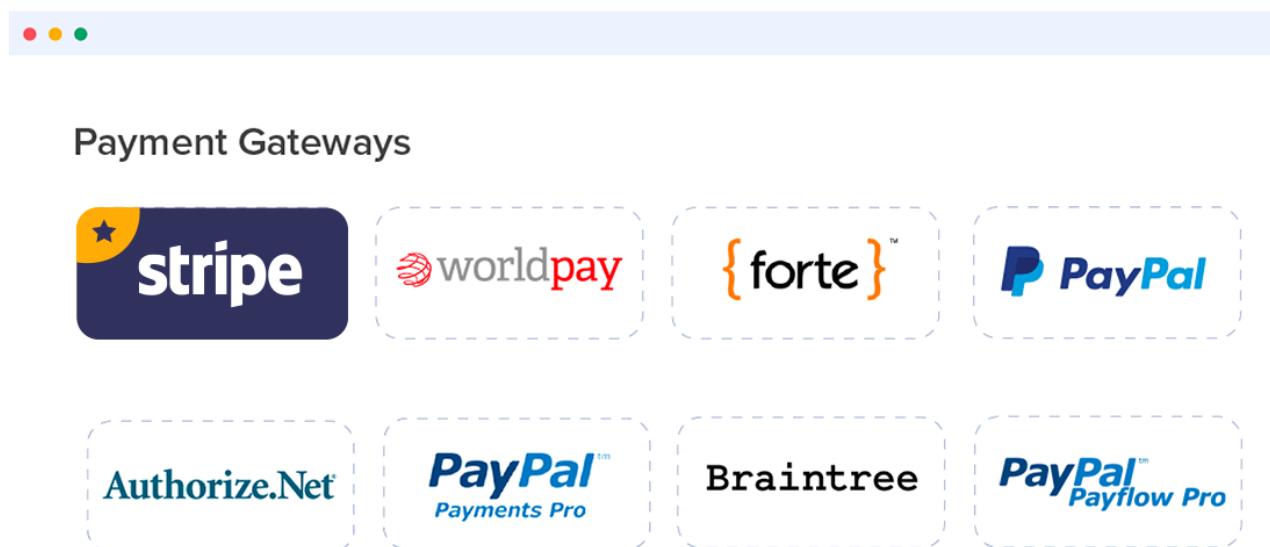 Payment Gateways
stripe
worldpay
{forte}™
PayPal
Authorize.Net
PayPal™
Payments Pro
Braintree
PayPal™
Payflow Pro